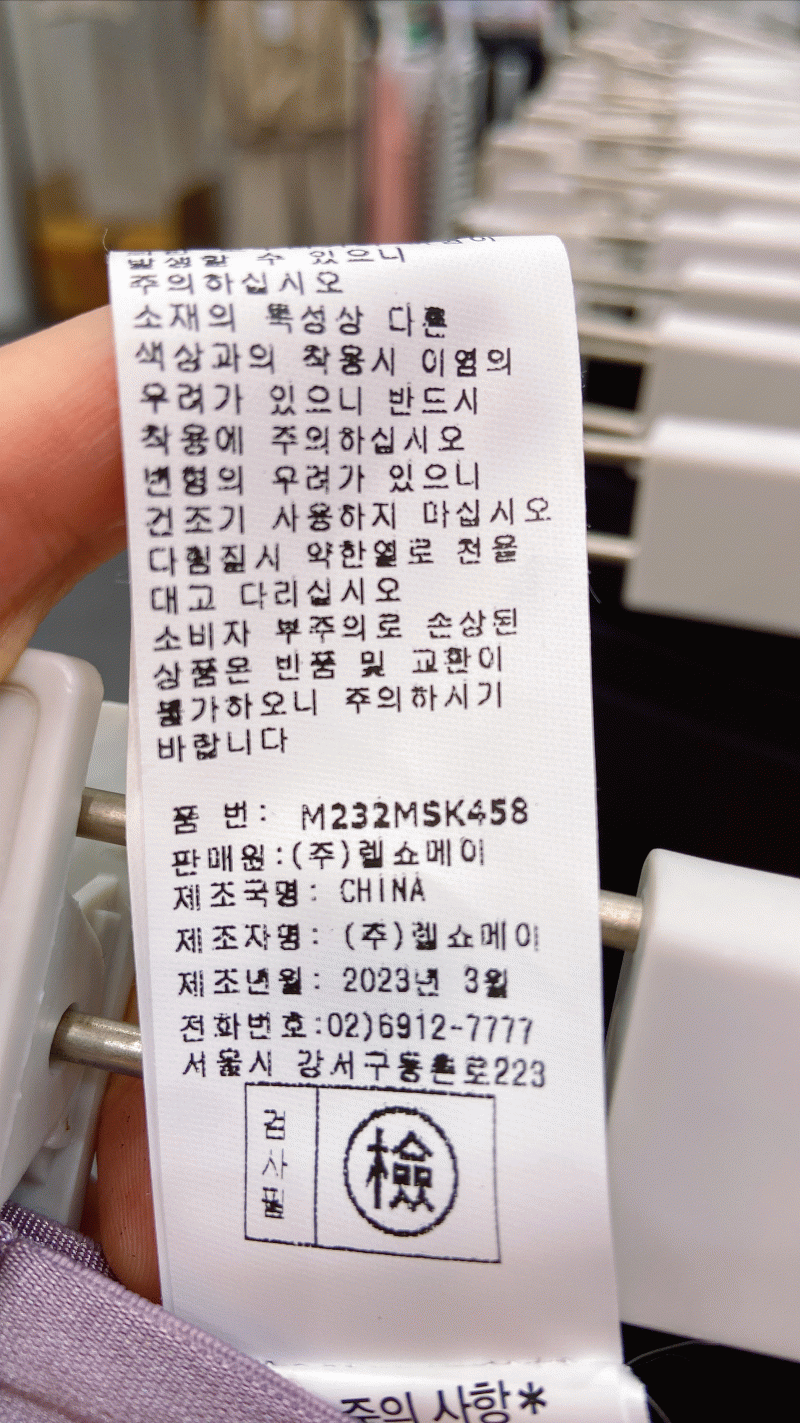 발생할 수 있으니
주의하십시오
소재의 특성상 다른
색상과의 착용시 이염의
우려가 있으니 반드시
착용에 주의하십시오
변형의 우려가 있으니
건조기 사용하지 마십시오
다림질시 약한열로 천을
대고 다리십시오
소비자 부주의로 손상된
상품은 반품 및 교환이
불가하오니 주의하시기
바랍니다
품 번: M232MSK458
판매원:(주)렙쇼메이
제조국명: CHINA
제조자명: (주)렙쇼메이
제조년월: 2023년 3월
전화번호:02)6912-7777
서울시 강서구 등촌로223
검사필
檢
주의 사항*